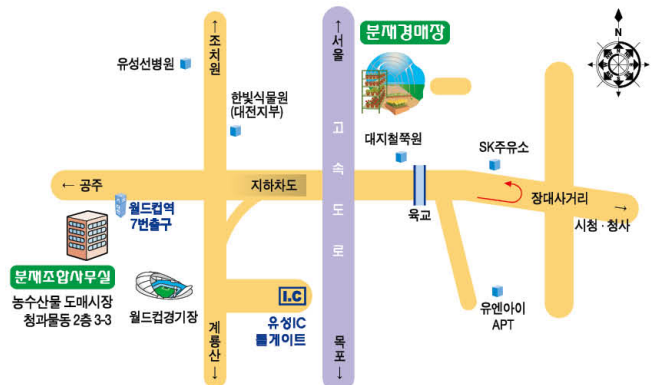 ↑
조치원
↑
서울
분재경매장
N
유성선병원
한빛식물원
(대전지부)
고속도로
대지철쭉원
SK주유소
← 공주
지하차도
장대사거리
→
시청·청사
월드컵역
7번출구
육교
분재조합사무실
농수산물 도매시장
청과물동 2층 3-3
월드컵경기장
I.C
유성IC
톨게이트
유엔아이
APT
계룡산
↓
목포
↓